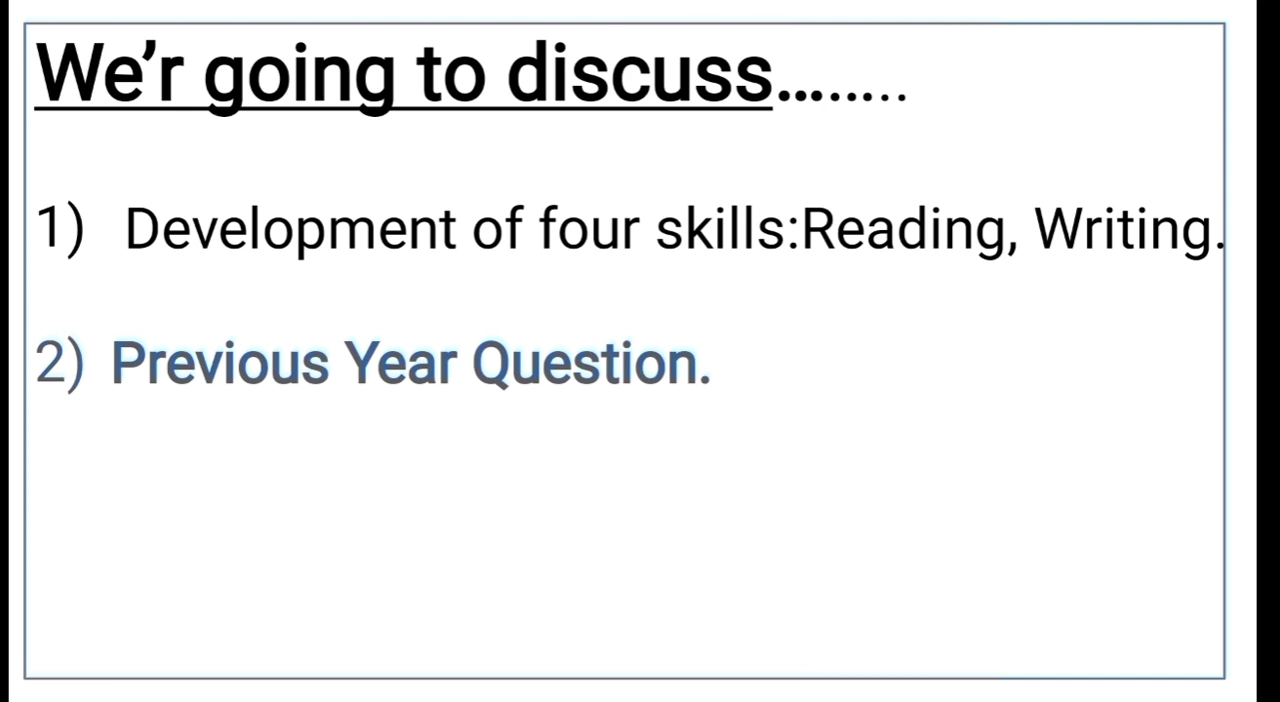 We’r going to discuss……..
1) Development of four skills:Reading, Writing.
2) Previous Year Question.